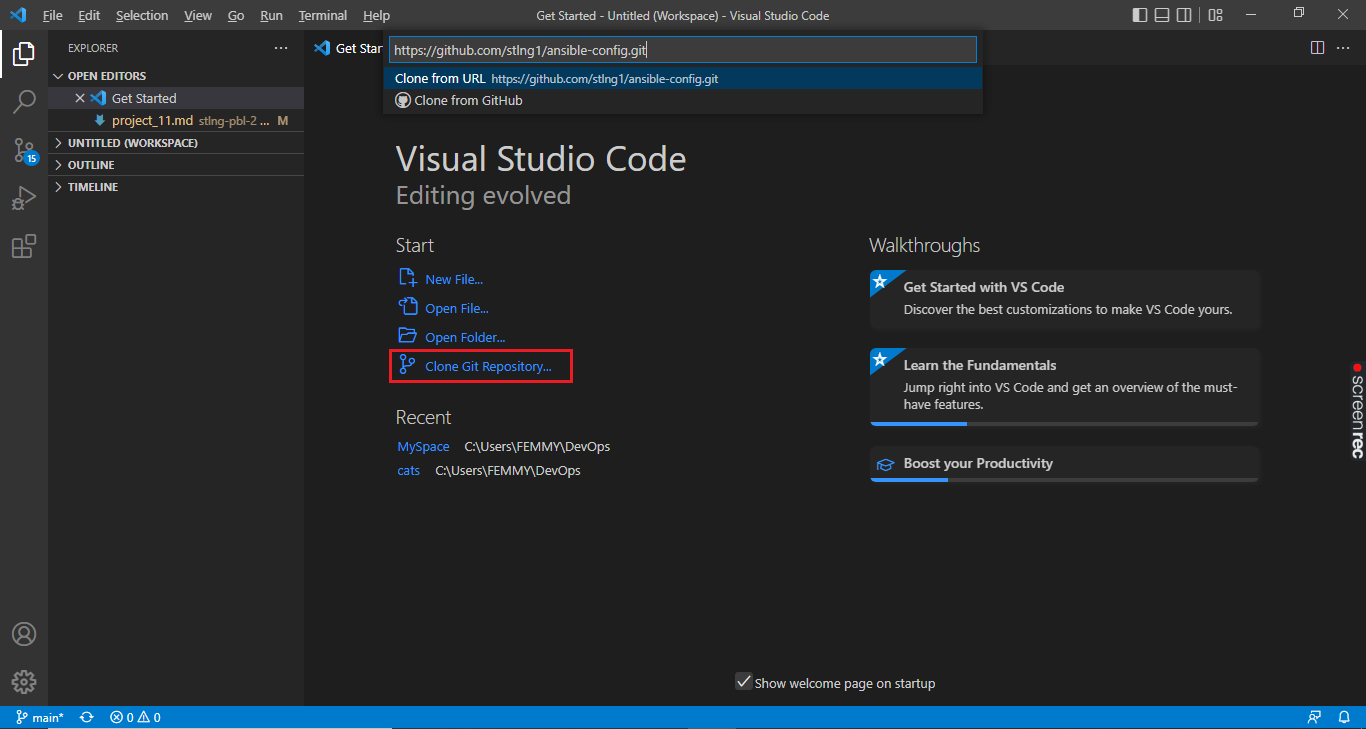 File Edit Selection View Go Run Terminal Help
Get Started - Untitled (Workspace) - Visual Studio Code
EXPLORER
OPEN EDITORS
Get Started
project_11.md stlng-pbl-2 ... M
UNTITLED (WORKSPACE)
OUTLINE
TIMELINE
15
Get Star
https://github.com/stlng1/ansible-config.git
Clone from URL https://github.com/stlng1/ansible-config.git
Clone from GitHub
Visual Studio Code
Editing evolved
Start
New File...
Open File...
Open Folder...
Clone Git Repository...
Recent
MySpace C:\Users\FEMMY\DevOps
cats C:\Users\FEMMY\DevOps
Walkthroughs
Get Started with VS Code
Discover the best customizations to make VS Code yours.
Learn the Fundamentals
Jump right into VS Code and get an overview of the must-
have features.
Boost your Productivity
screenrec
Show welcome page on startup
main* 0 0